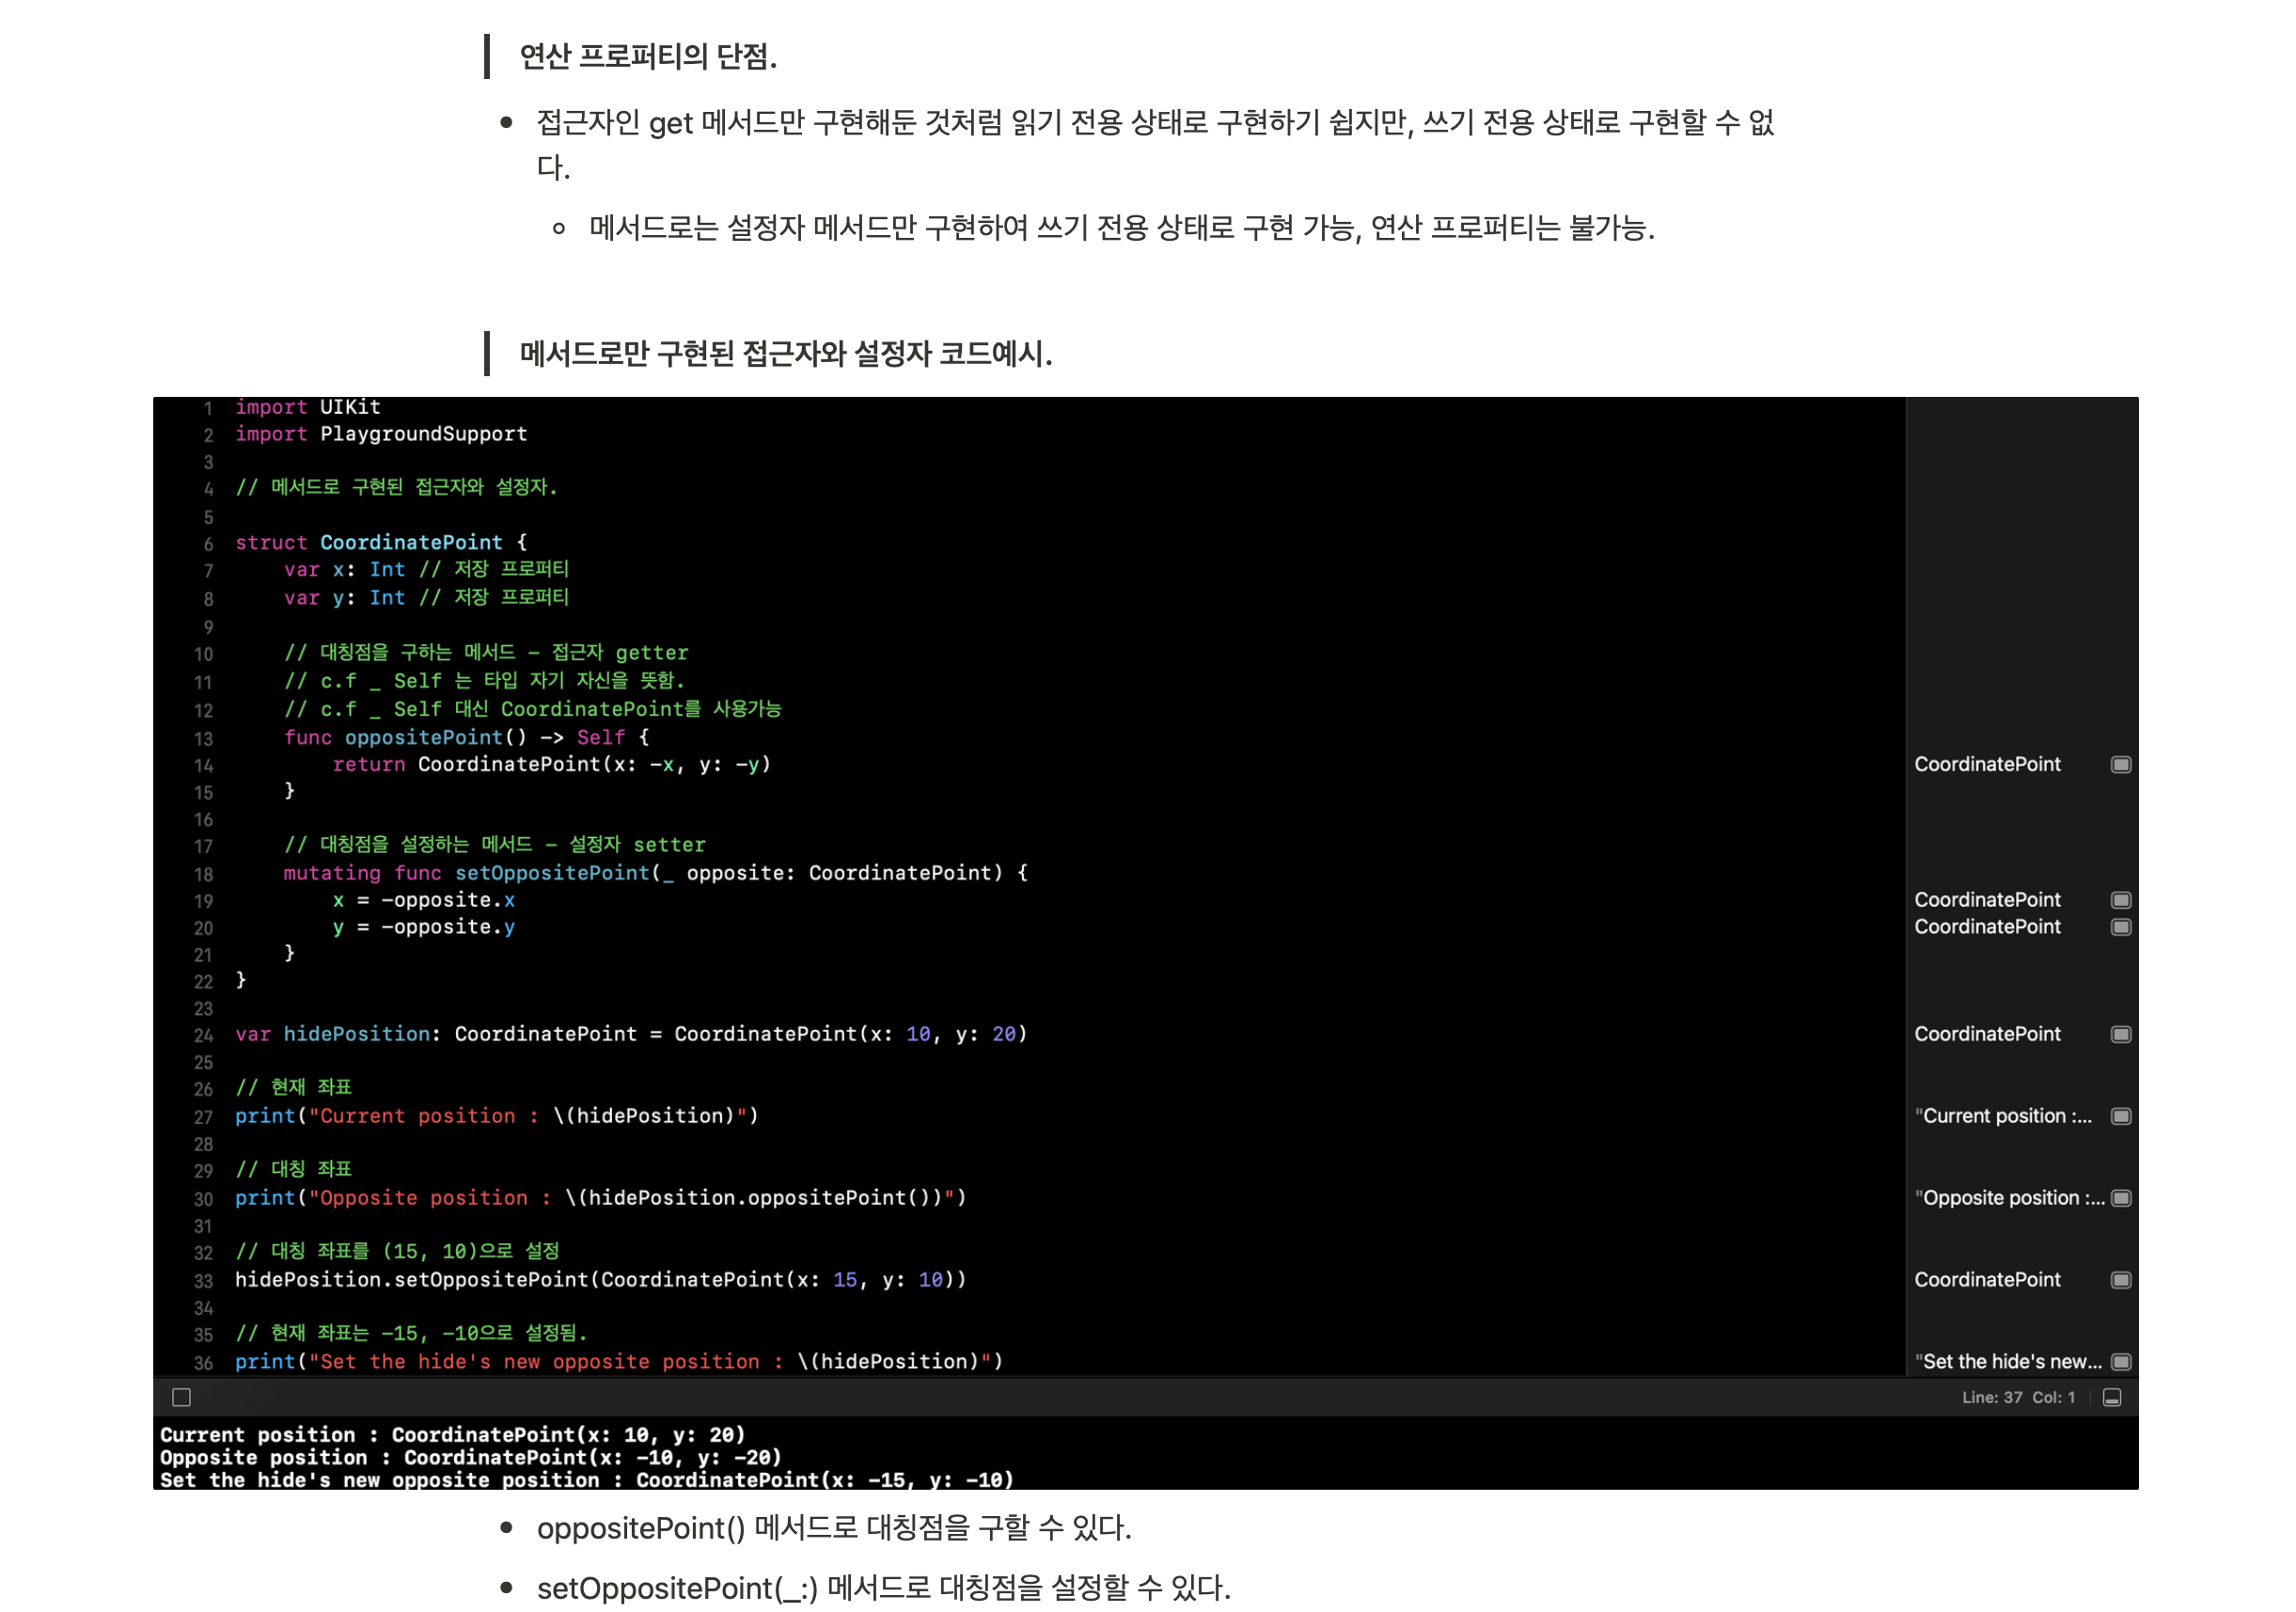 연산 프로퍼티의 단점.
• 접근자인 get 메서드만 구현해둔 것처럼 읽기 전용 상태로 구현하기 쉽지만, 쓰기 전용 상태로 구현할 수 없
다.
◦ 메서드로는 설정자 메서드만 구현하여 쓰기 전용 상태로 구현 가능, 연산 프로퍼티는 불가능.
메서드로만 구현된 접근자와 설정자 코드예시.
1 import UIKit
2 import PlaygroundSupport
3
4 // 메서드로 구현된 접근자와 설정자.
5
6 struct CoordinatePoint {
7     var x: Int // 저장 프로퍼티
8     var y: Int // 저장 프로퍼티
9
10     // 대칭점을 구하는 메서드 – 접근자 getter
11     // c.f _ Self 는 타입 자기 자신을 뜻함.
12     // c.f _ Self 대신 CoordinatePoint를 사용가능
13     func oppositePoint() -> Self {
14         return CoordinatePoint(x: -x, y: -y) CoordinatePoint
15     }
16
17     // 대칭점을 설정하는 메서드 – 설정자 setter
18     mutating func setOppositePoint(_ opposite: CoordinatePoint) {
19         x = -opposite.x CoordinatePoint
20         y = -opposite.y CoordinatePoint
21     }
22 }
23
24 var hidePosition: CoordinatePoint = CoordinatePoint(x: 10, y: 20) CoordinatePoint
25
26 // 현재 좌표
27 print("Current position : \(hidePosition)") "Current position :...
28
29 // 대칭 좌표
30 print("Opposite position : \(hidePosition.oppositePoint())") "Opposite position :...
31
32 // 대칭 좌표를 (15, 10)으로 설정
33 hidePosition.setOppositePoint(CoordinatePoint(x: 15, y: 10)) CoordinatePoint
34
35 // 현재 좌표는 -15, -10으로 설정됨.
36 print("Set the hide's new opposite position : \(hidePosition)") "Set the hide's new...
Line: 37 Col: 1
Current position : CoordinatePoint(x: 10, y: 20)
Opposite position : CoordinatePoint(x: -10, y: -20)
Set the hide's new opposite position : CoordinatePoint(x: -15, y: -10)
• oppositePoint() 메서드로 대칭점을 구할 수 있다.
• setOppositePoint(_:) 메서드로 대칭점을 설정할 수 있다.